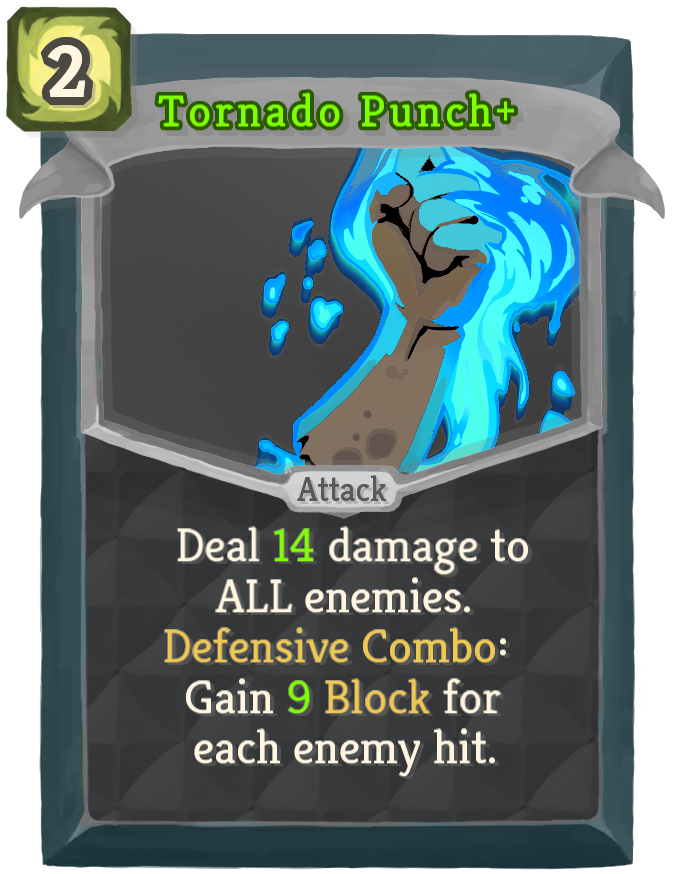 2
Tornado Punch+
Attack
Deal 14 damage to
ALL enemies.
Defensive Combo:
Gain 9 Block for
each enemy hit.